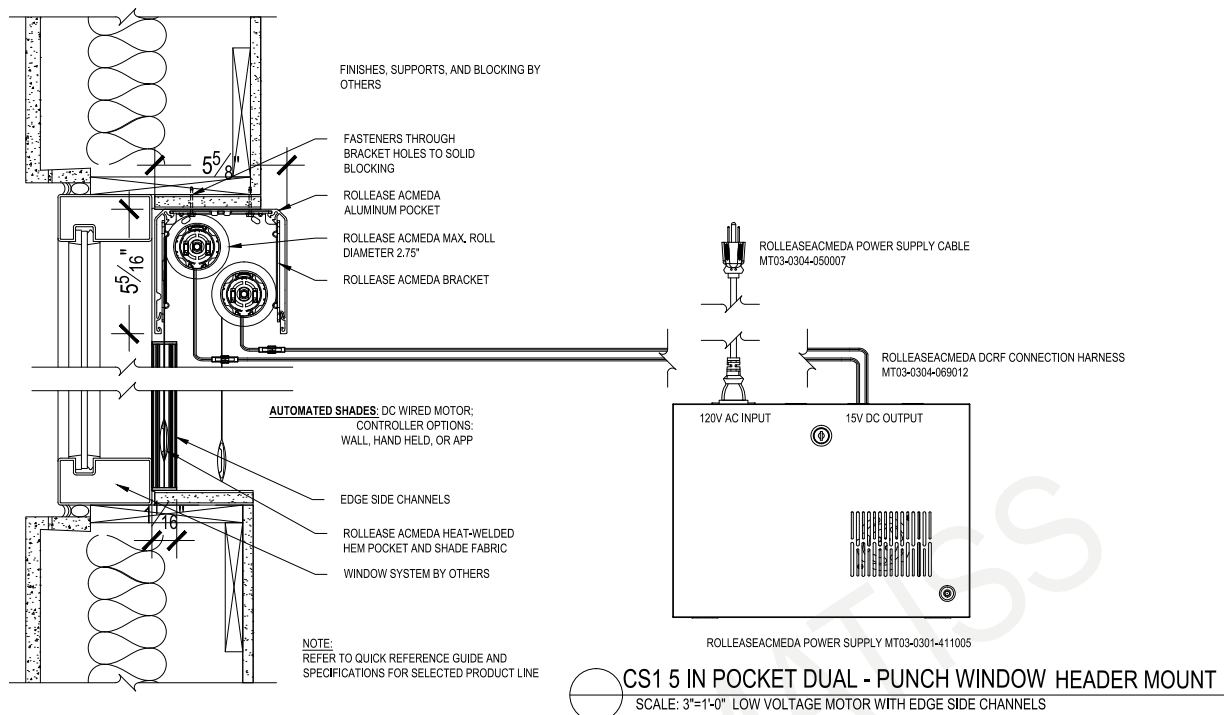 FINISHES, SUPPORTS, AND BLOCKING BY
OTHERS
5 5/8"
FASTENERS THROUGH
BRACKET HOLES TO SOLID
BLOCKING
ROLLEASE ACMEDA
ALUMINUM POCKET
ROLLEASE ACMEDA MAX. ROLL
DIAMETER 2.75"
ROLLEASE ACMEDA BRACKET
5 5/16"
ROLLEASEACMEDA POWER SUPPLY CABLE
MT03-0304-050007
ROLLEASEACMEDA DCRF CONNECTION HARNESS
MT03-0304-069012
AUTOMATED SHADES: DC WIRED MOTOR;
CONTROLLER OPTIONS:
WALL, HAND HELD, OR APP
120V AC INPUT
15V DC OUTPUT
EDGE SIDE CHANNELS
ROLLEASE ACMEDA HEAT-WELDED
HEM POCKET AND SHADE FABRIC
WINDOW SYSTEM BY OTHERS
NOTE:
REFER TO QUICK REFERENCE GUIDE AND
SPECIFICATIONS FOR SELECTED PRODUCT LINE
ROLLEASEACMEDA POWER SUPPLY MT03-0301-411005
CS1 5 IN POCKET DUAL - PUNCH WINDOW HEADER MOUNT
SCALE: 3"=1'-0" LOW VOLTAGE MOTOR WITH EDGE SIDE CHANNELS